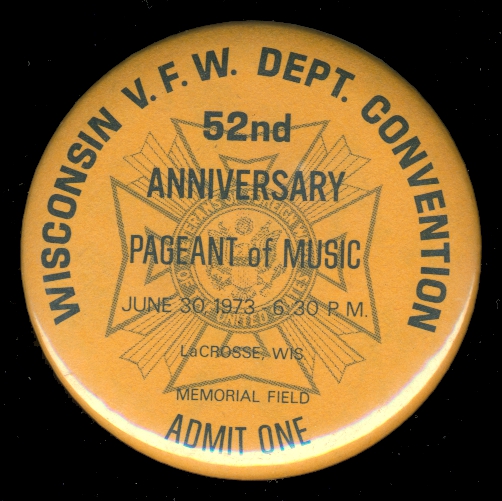 WISCONSIN V.F.W. DEPT. CONVENTION
52nd
ANNIVERSARY
PAGEANT of MUSIC
JUNE 30, 1973 6:30 P.M.
LaCROSSE, WIS.
MEMORIAL FIELD
ADMIT ONE